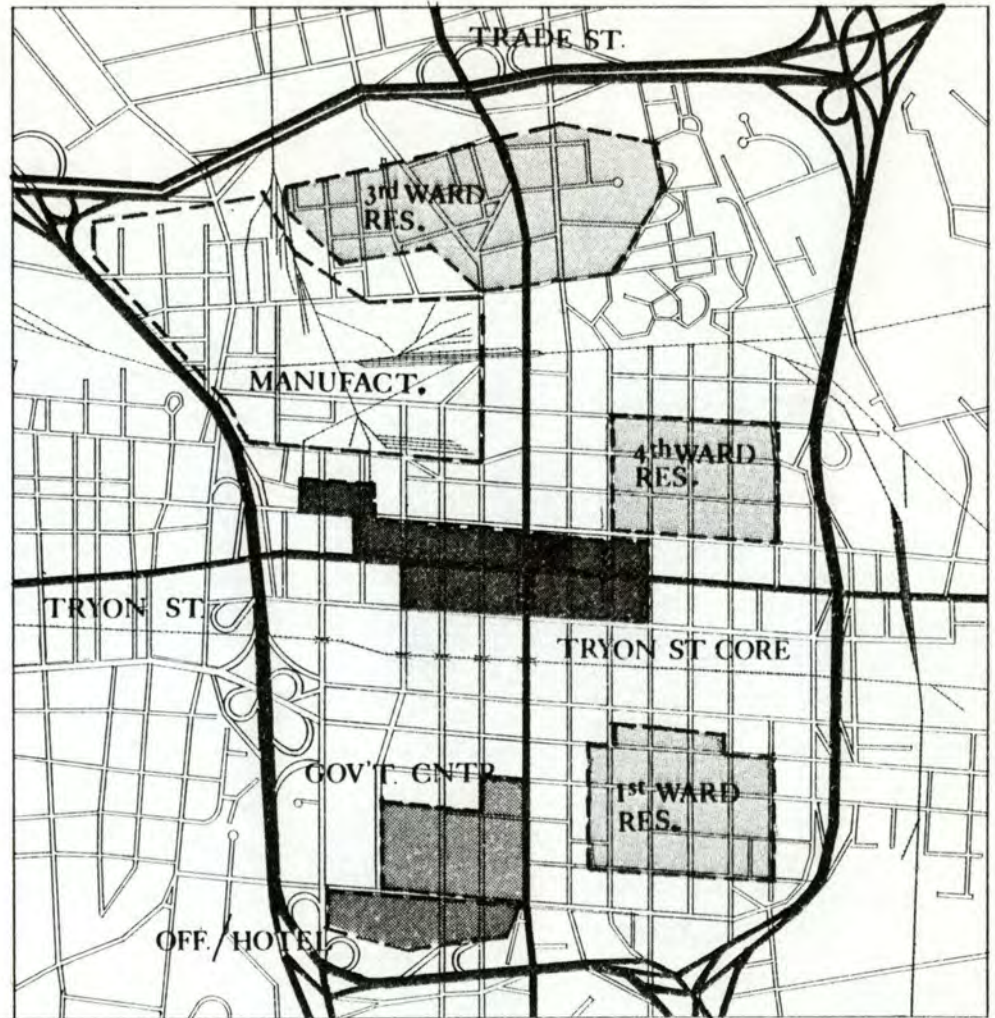 TRADE ST.
3rd WARD
RES.
MANUFACT.
4th WARD
RES.
TRYON ST.
TRYON ST CORE
GOV'T. CNTR
1st WARD
RES.
OFF./HOTEL